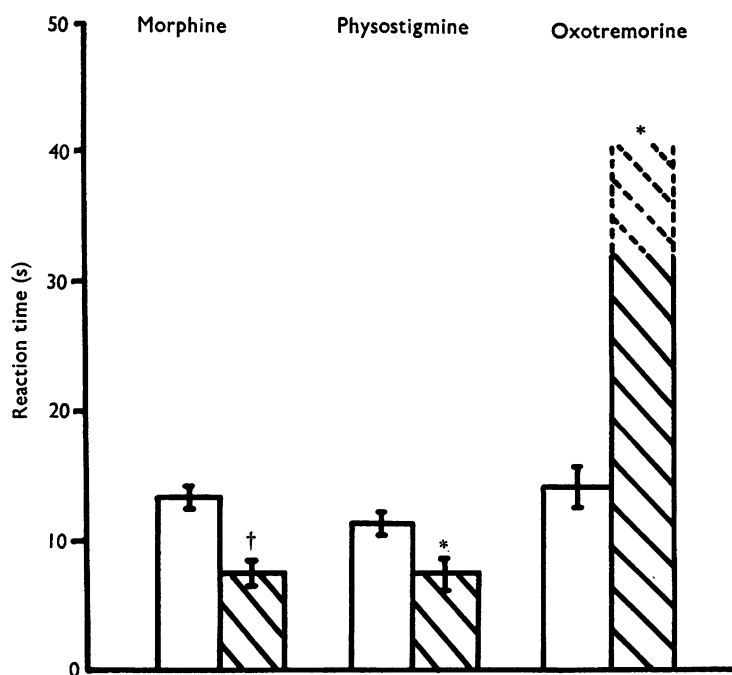 50
Morphine
Physostigmine
Oxotremorine
*
40
30
Reaction time (s)
20
†
*
10
0